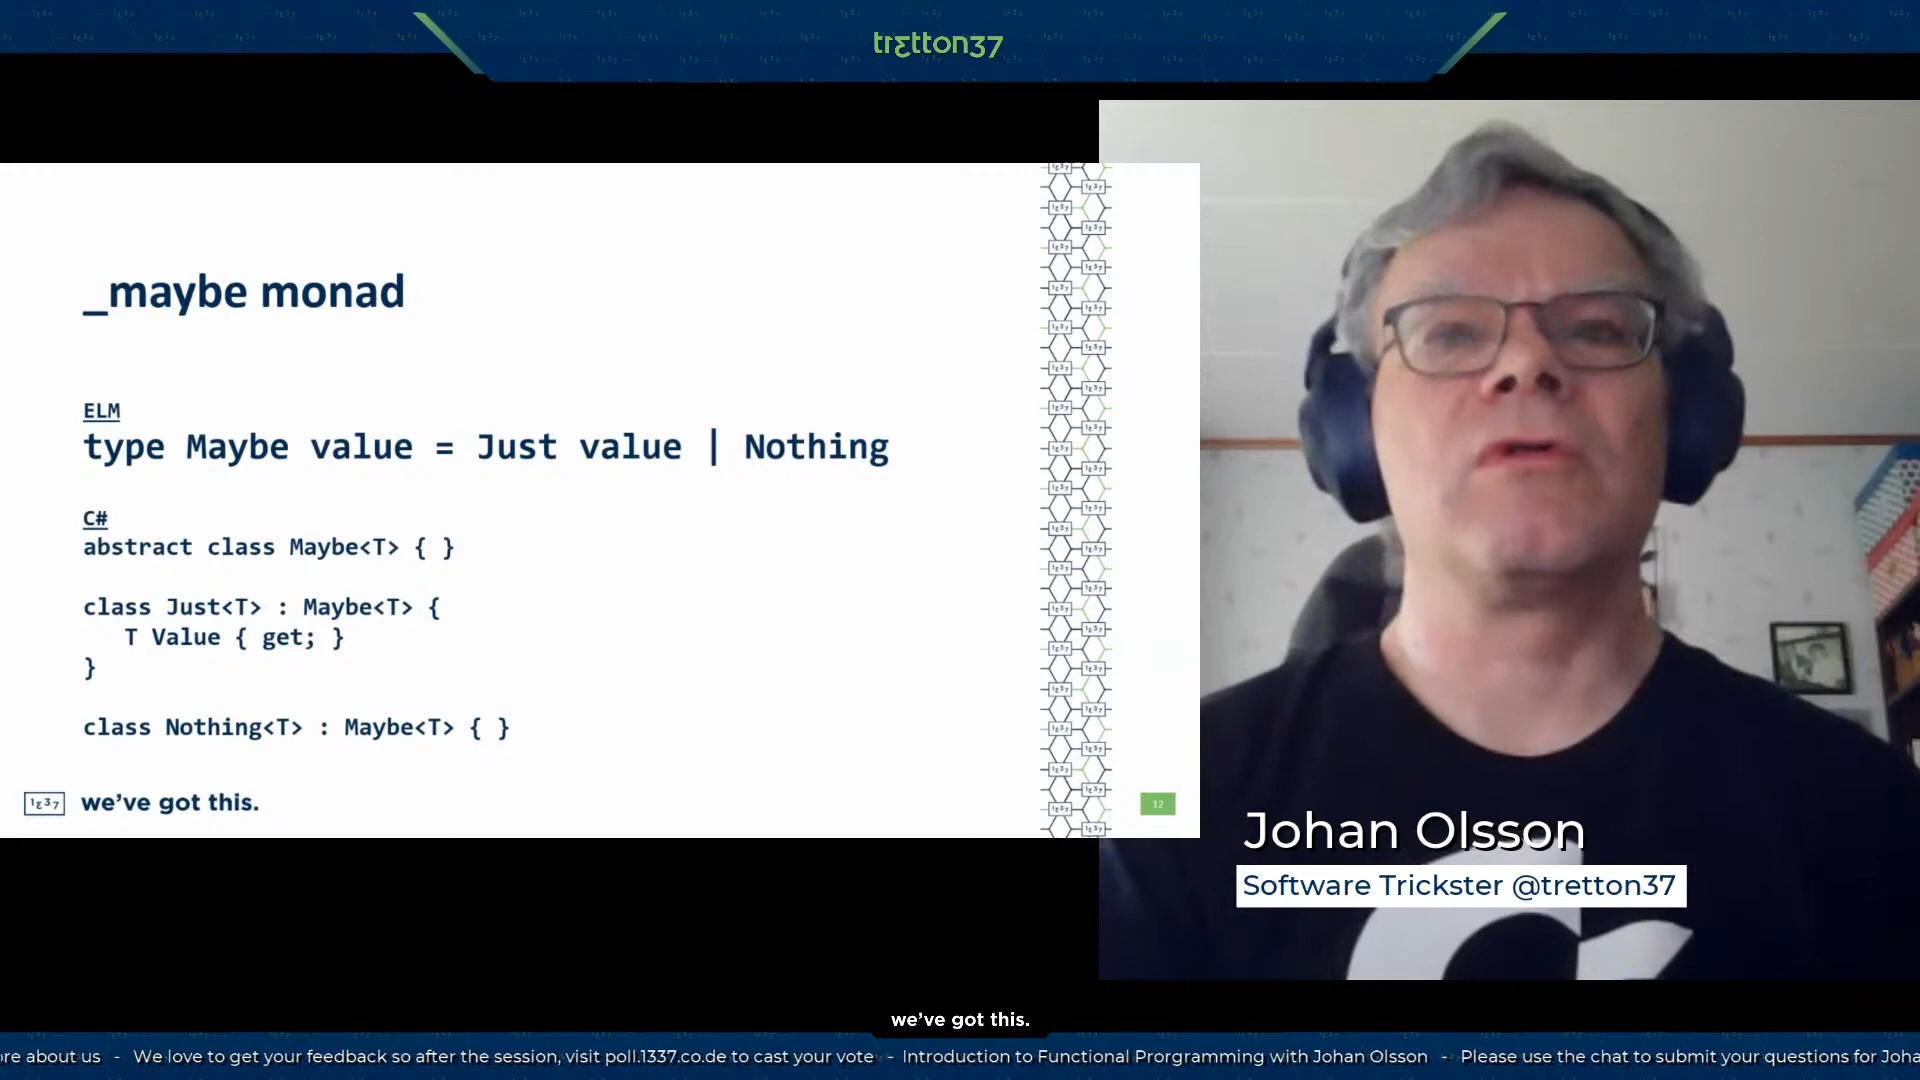 trɛtton37
_maybe monad
ELM
type Maybe value = Just value | Nothing
C#
abstract class Maybe<T> { }
class Just<T> : Maybe<T> {
T Value { get; }
}
class Nothing<T> : Maybe<T> { }
1ɛ37 we've got this.
12
Johan Olsson
Software Trickster @tretton37
we've got this.
re about us - We love to get your feedback so after the session, visit poll.1337.co.de to cast your vote - Introduction to Functional Prorgramming with Johan Olsson - Please use the chat to submit your questions for Joha